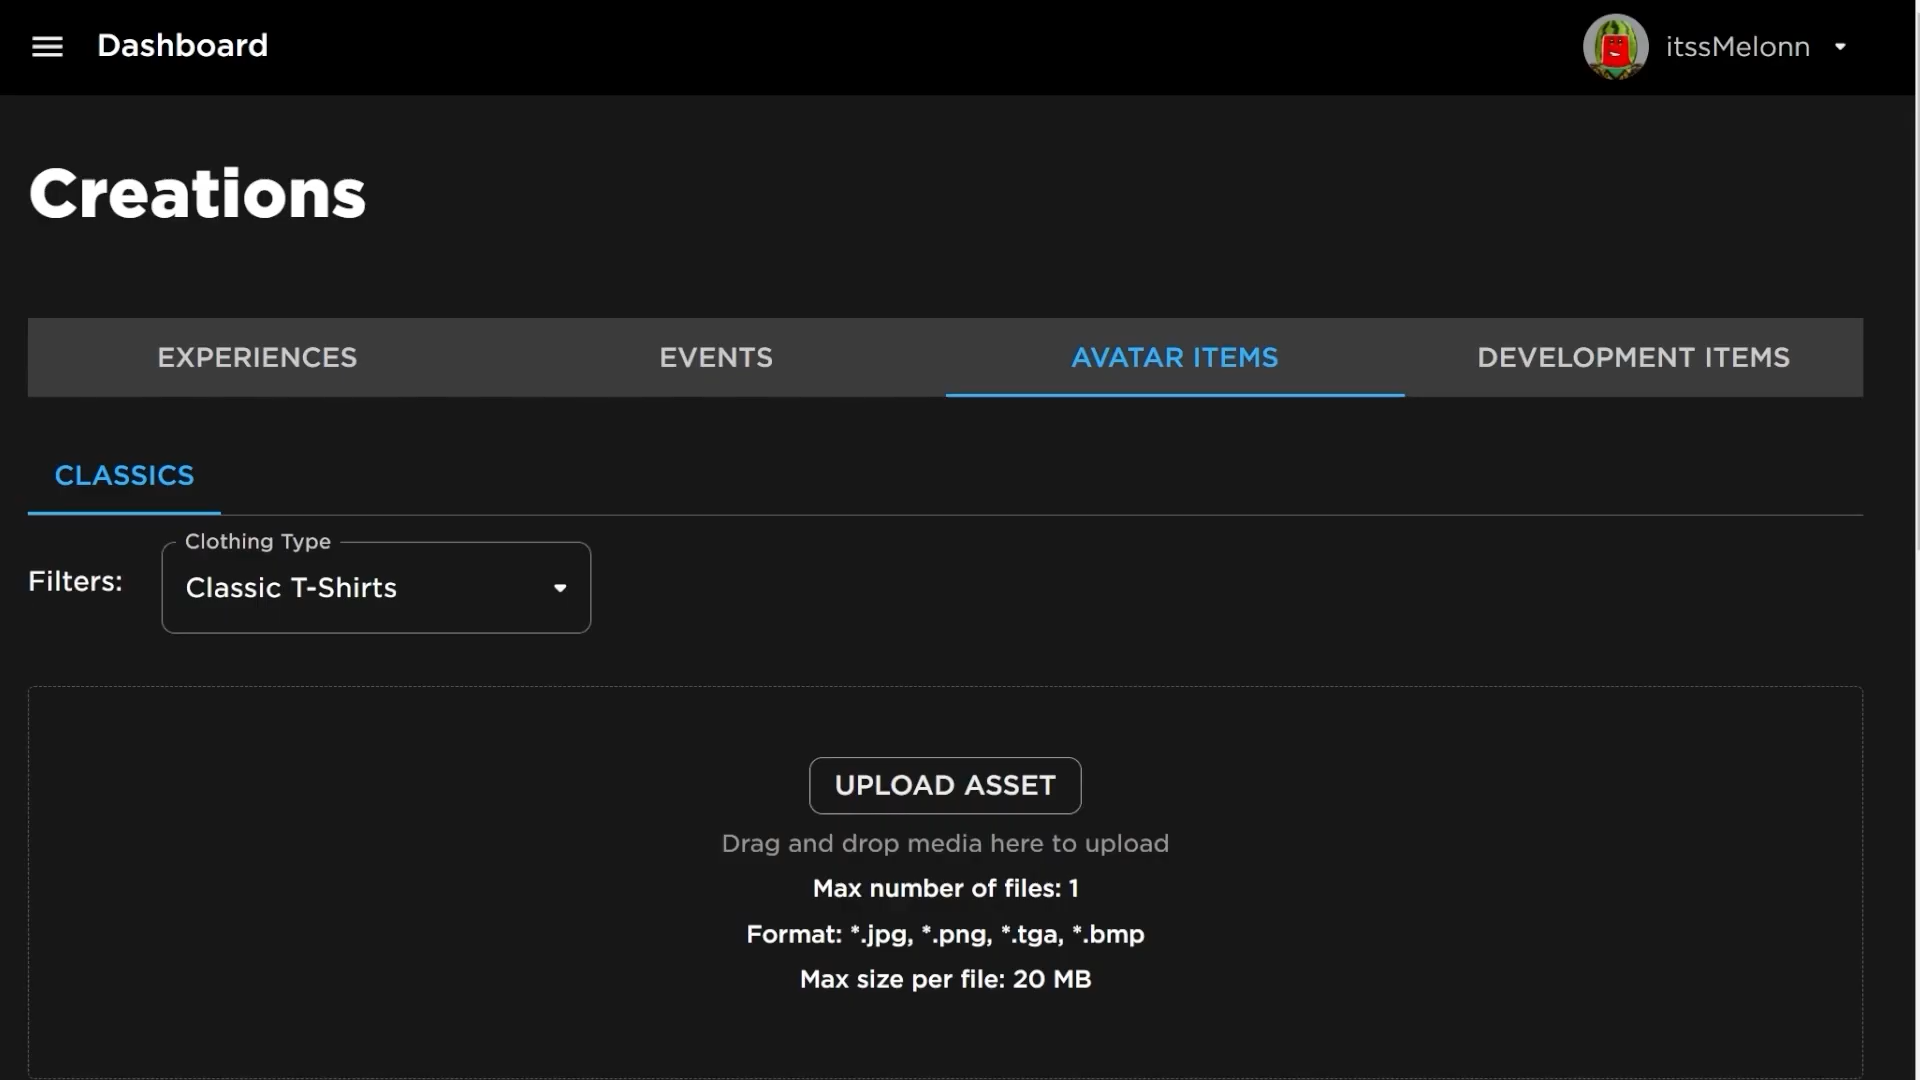 Dashboard
itssMelonn
Creations
EXPERIENCES
EVENTS
AVATAR ITEMS
DEVELOPMENT ITEMS
CLASSICS
Filters:
Clothing Type
Classic T-Shirts
UPLOAD ASSET
Drag and drop media here to upload
Max number of files: 1
Format: *.jpg, *.png, *.tga, *.bmp
Max size per file: 20 MB